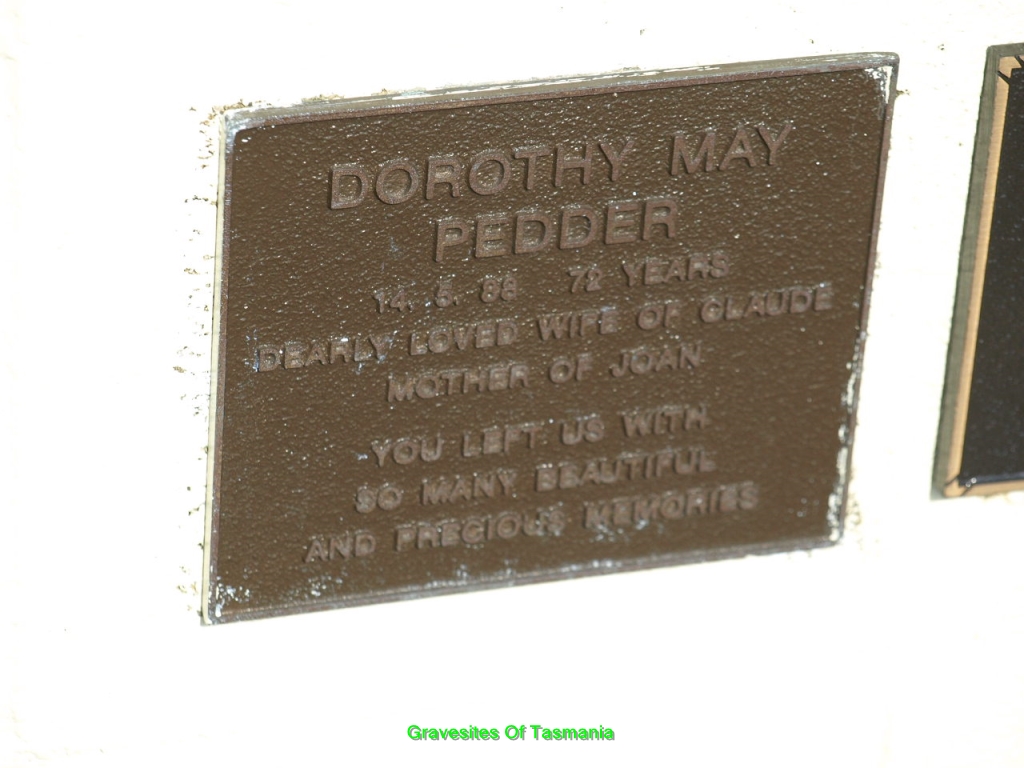 DOROTHY MAY
PEDDER
14. 5. 88 72 YEARS
DEARLY LOVED WIFE OF CLAUDE
MOTHER OF JOAN
YOU LEFT US WITH
SO MANY BEAUTIFUL
AND PRECIOUS MEMORIES
Gravesites Of Tasmania